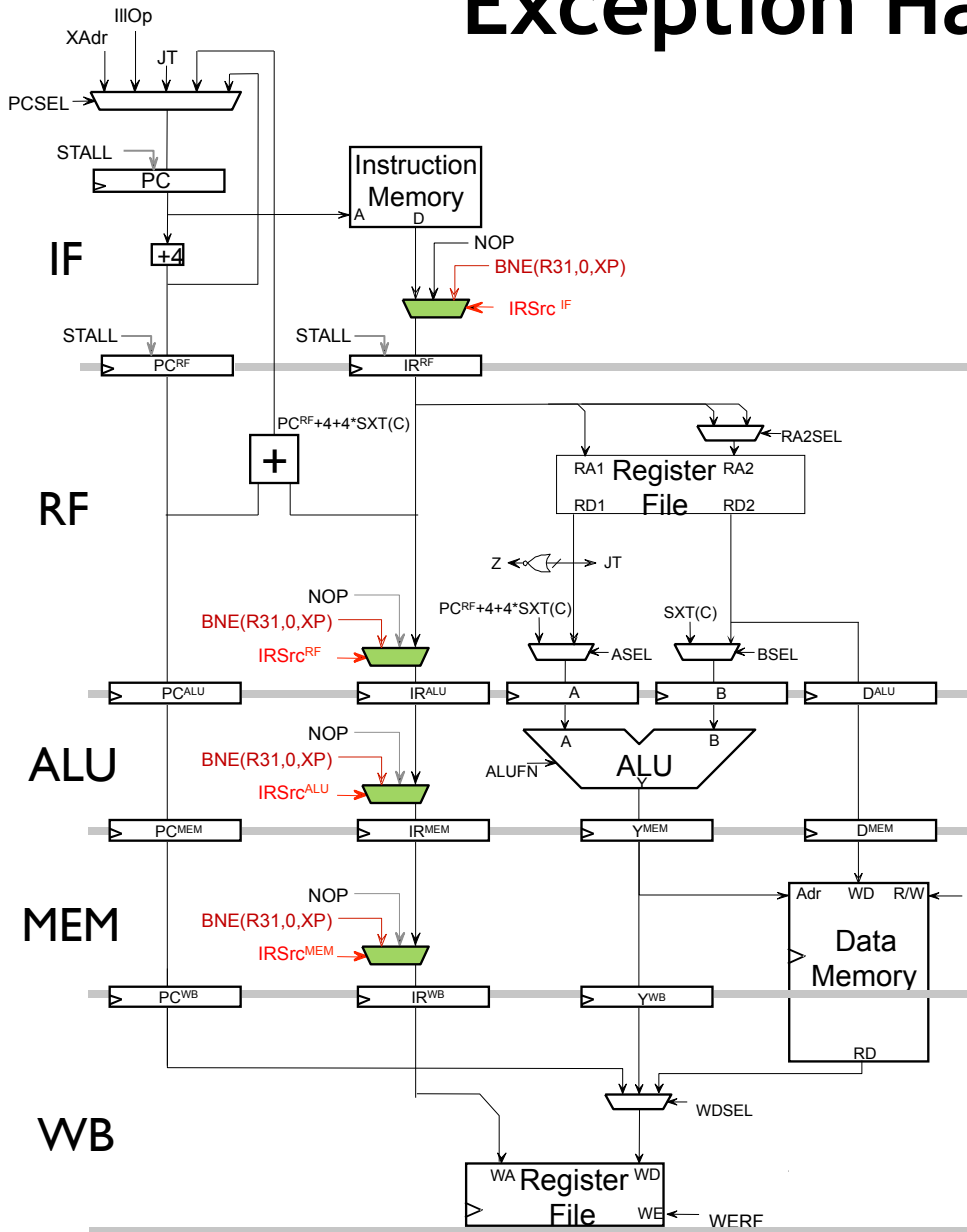 Exception Ha
IllOp
XAdr
JT
PCSEL
STALL
PC
Instruction
Memory
A
D
NOP
+4
IF
BNE(R31,0,XP)
IRSrc IF
STALL
STALL
PCRF
IRRF
PCRF+4+4*SXT(C)
RA2SEL
+
RA1
Register
File
RA2
RD1
RD2
RF
Z
JT
NOP
PCRF+4+4*SXT(C)
SXT(C)
BNE(R31,0,XP)
IRSrcRF
ASEL
BSEL
PCALU
IRALU
A
B
DALU
NOP
A
B
ALU
BNE(R31,0,XP)
ALU
ALUFN
Y
IRSrcALU
PCMEM
IRMEM
YMEM
DMEM
NOP
Adr
WD
R/W
MEM
BNE(R31,0,XP)
Data
Memory
IRSrcMEM
PCWB
IRWB
YWB
RD
WDSEL
WB
WA
Register
File
WD
WE
WERF